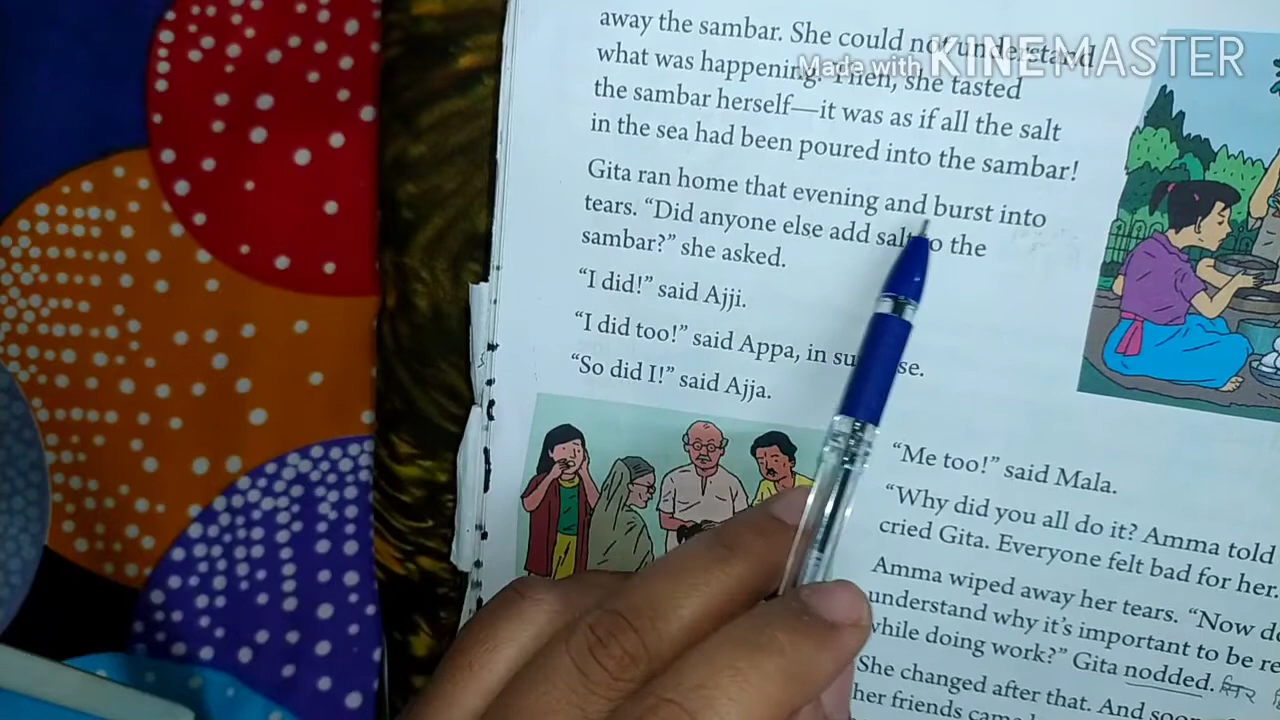 away the sambar. She could not understand
what was happening. Then, she tasted
the sambar herself—it was as if all the salt
in the sea had been poured into the sambar!
Gita ran home that evening and burst into
tears. “Did anyone else add salt to the
sambar?” she asked.
“I did!” said Ajji.
“I did too!” said Appa, in su se.
“So did I!” said Ajja.
“Me too!” said Mala.
“Why did you all do it? Amma told
cried Gita. Everyone felt bad for her.
Amma wiped away her tears. “Now
understand why it’s important to be
while doing work?” Gita nodded. सिर
She changed after that. And soon
her friends
Made with KINEMASTER